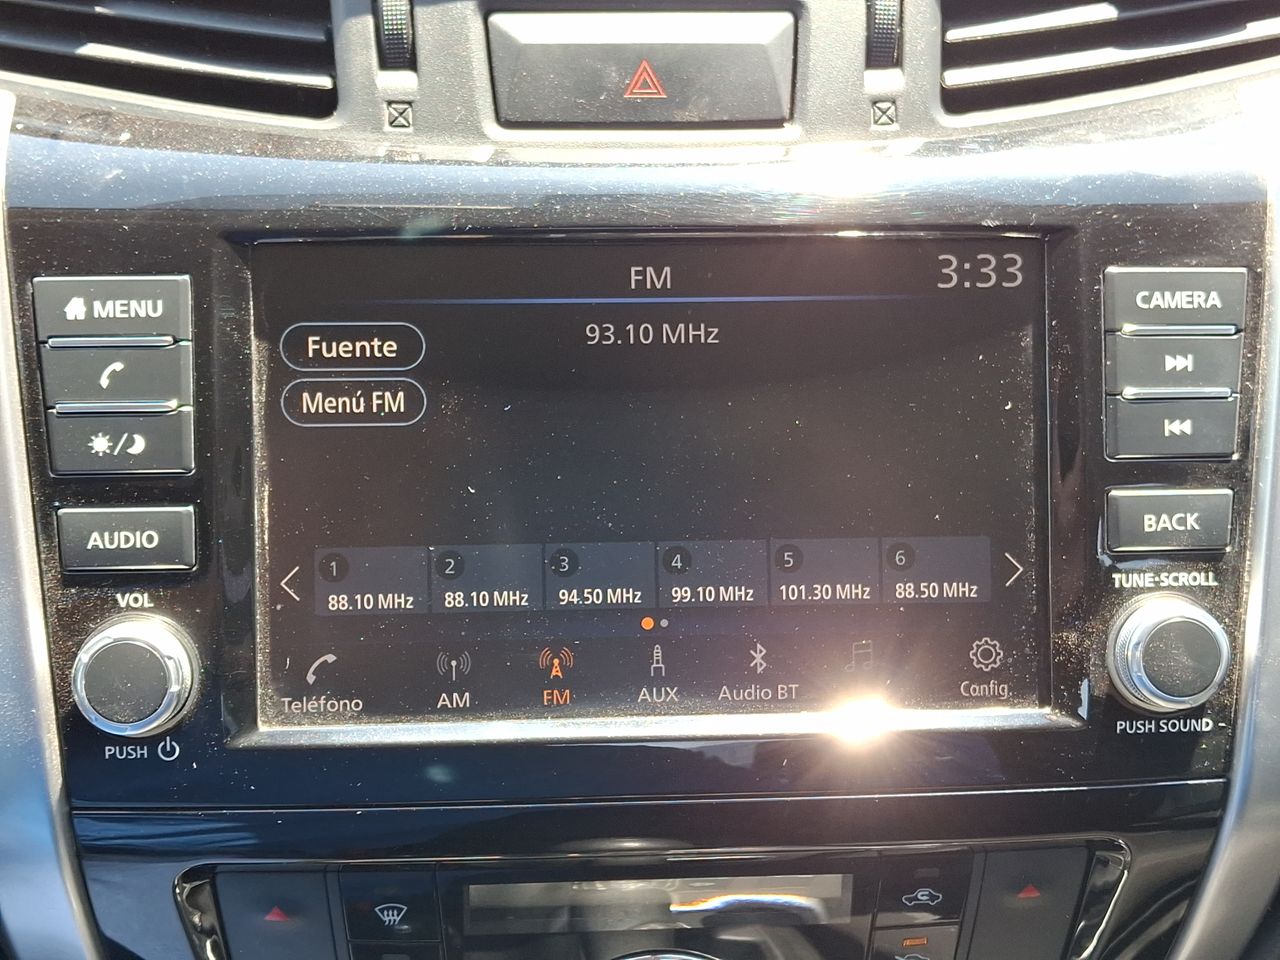 FM
3:33
MENU
CAMERA
Fuente
93.10 MHz
Menú FM
AUDIO
BACK
1
2
3
4
5
6
88.10 MHz
88.10 MHz
94.50 MHz
99.10 MHz
101.30 MHz
88.50 MHz
VOL
TUNE·SCROLL
Teléfono
AM
FM
AUX
Audio BT
Config.
PUSH
PUSH SOUND